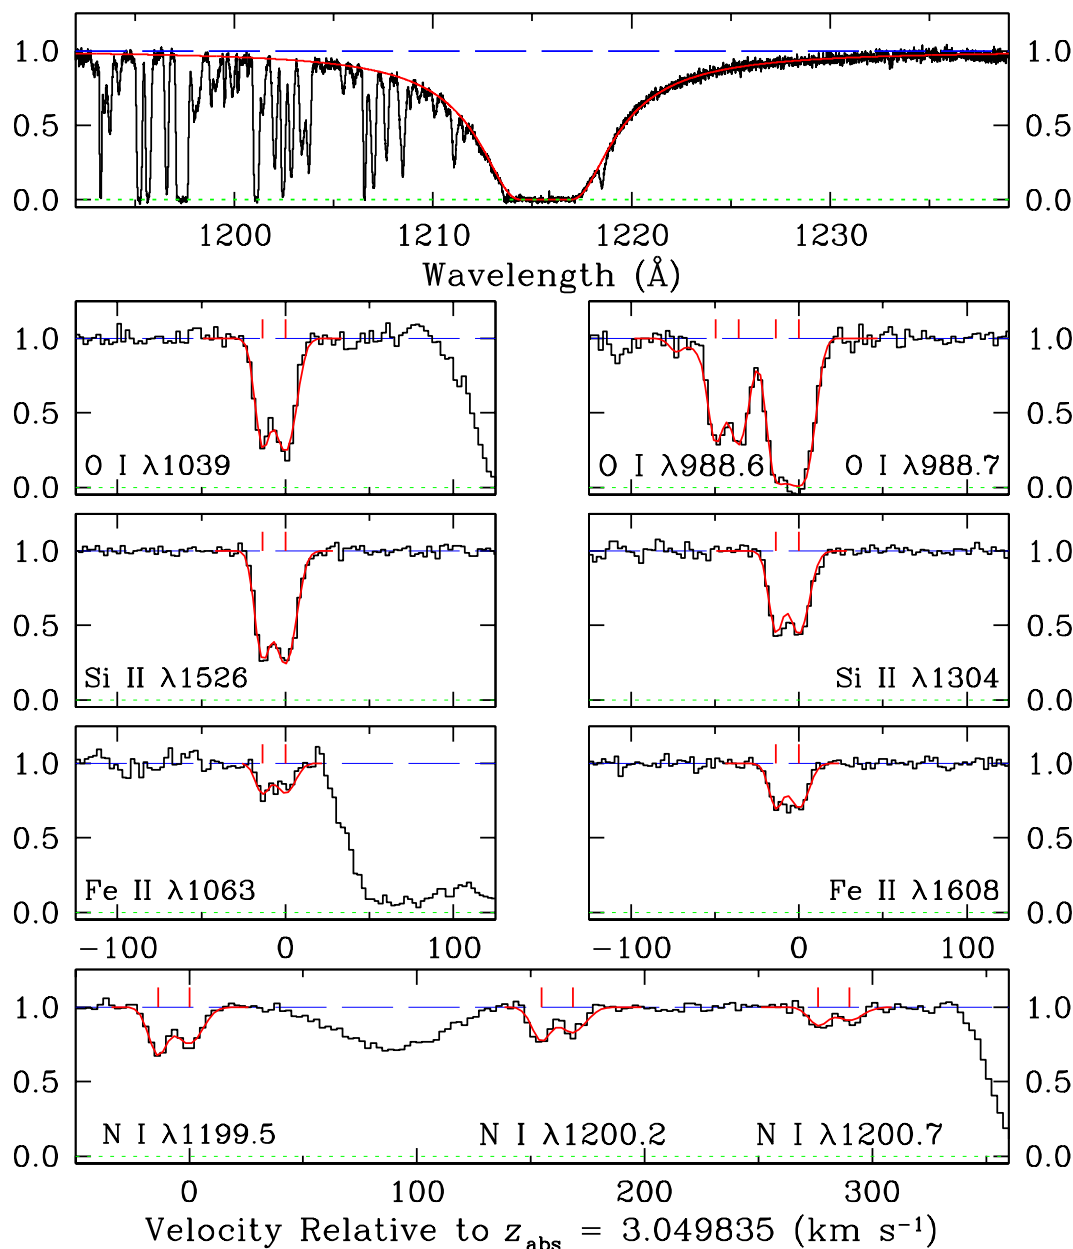 1.0 1.0
0.5 0.5
0.0 0.0
1200 1210 1220 1230
Wavelength (Å)
1.0 1.0
0.5 0.5
O I λ1039 O I λ988.6 O I λ988.7
0.0 0.0
1.0 1.0
0.5 0.5
Si II λ1526 Si II λ1304
0.0 0.0
1.0 1.0
0.5 0.5
Fe II λ1063 Fe II λ1608
0.0 0.0
−100 0 100 −100 0 100
1.0 1.0
0.5 0.5
N I λ1199.5 N I λ1200.2 N I λ1200.7
0.0 0.0
0 100 200 300
Velocity Relative to z_abs = 3.049835 (km s⁻¹)